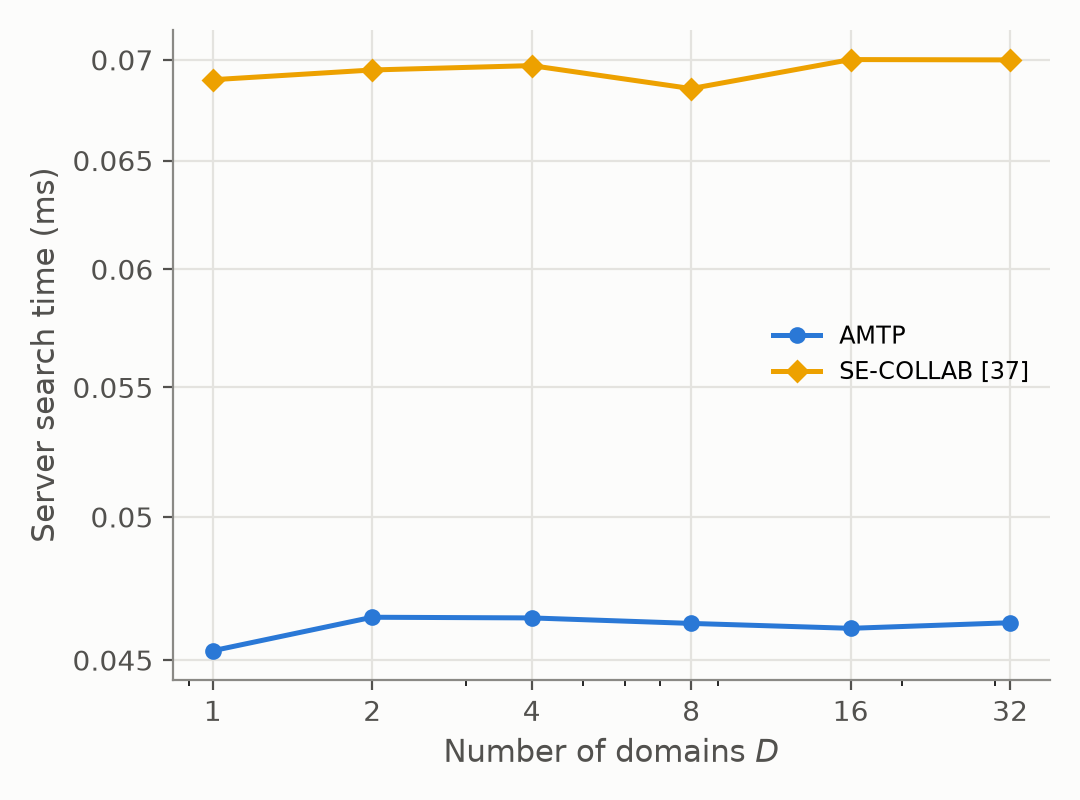 0.07
0.065
0.06
0.055
0.05
0.045
Server search time (ms)
AMTP
SE-COLLAB [37]
1 2 4 8 16 32
Number of domains D